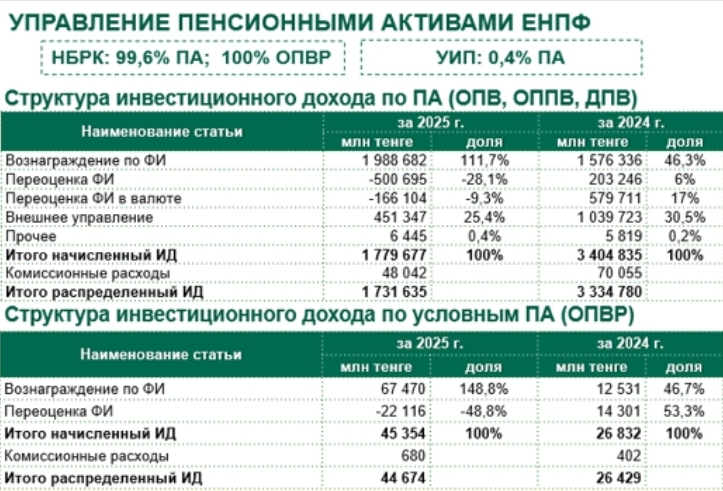 УПРАВЛЕНИЕ ПЕНСИОННЫМИ АКТИВАМИ ЕНПФ
НБРК: 99,6% ПА; 100% ОПВР УИП: 0,4% ПА
Структура инвестиционного дохода по ПА (ОПВ, ОППВ, ДПВ)
Наименование статьи за 2025 г. за 2024 г.
млн тенге доля млн тенге доля
Вознаграждение по ФИ 1 988 682 111,7% 1 576 336 46,3%
Переоценка ФИ -500 695 -28,1% 203 246 6%
Переоценка ФИ в валюте -166 104 -9,3% 579 711 17%
Внешнее управление 451 347 25,4% 1 039 723 30,5%
Прочее 6 445 0,4% 5 819 0,2%
Итого начисленный ИД 1 779 677 100% 3 404 835 100%
Комиссионные расходы 48 042 70 055
Итого распределенный ИД 1 731 635 3 334 780
Структура инвестиционного дохода по условным ПА (ОПВР)
Наименование статьи за 2025 г. за 2024 г.
млн тенге доля млн тенге доля
Вознаграждение по ФИ 67 470 148,8% 12 531 46,7%
Переоценка ФИ -22 116 -48,8% 14 301 53,3%
Итого начисленный ИД 45 354 100% 26 832 100%
Комиссионные расходы 680 402
Итого распределенный ИД 44 674 26 429